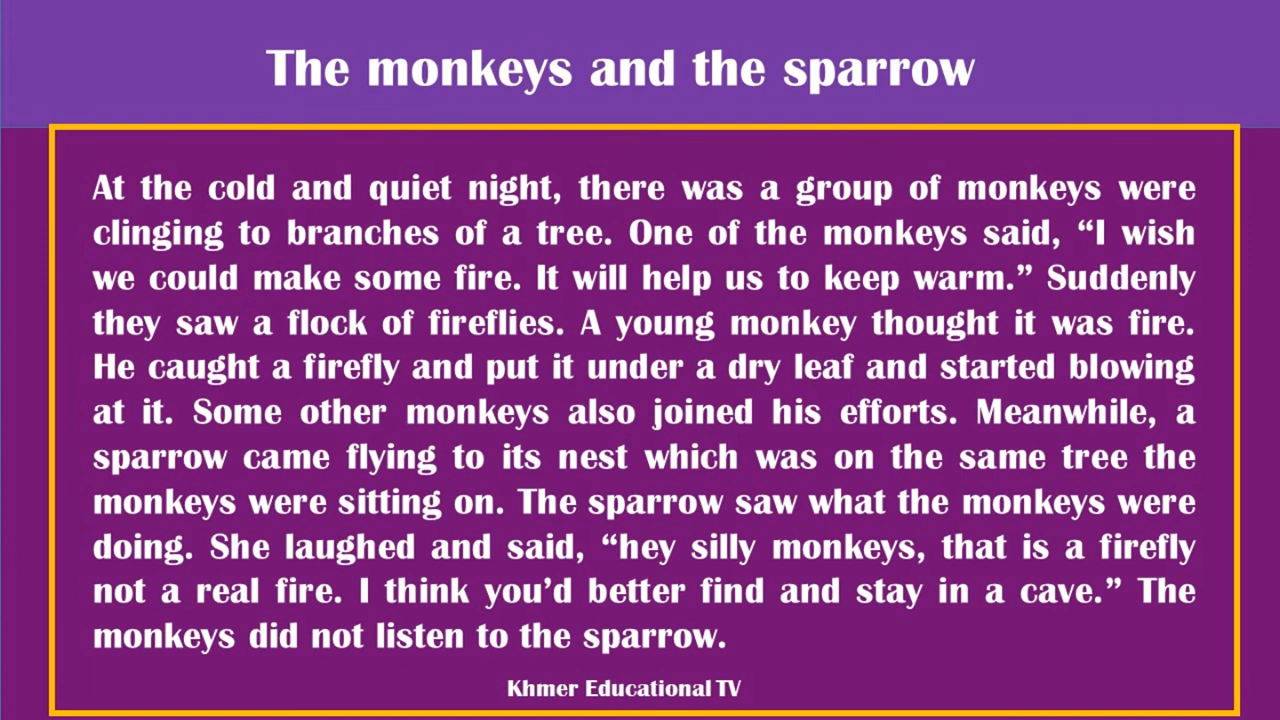 The monkeys and the sparrow
At the cold and quiet night, there was a group of monkeys were
clinging to branches of a tree. One of the monkeys said, “I wish
we could make some fire. It will help us to keep warm.” Suddenly
they saw a flock of fireflies. A young monkey thought it was fire.
He caught a firefly and put it under a dry leaf and started blowing
at it. Some other monkeys also joined his efforts. Meanwhile, a
sparrow came flying to its nest which was on the same tree the
monkeys were sitting on. The sparrow saw what the monkeys were
doing. She laughed and said, “hey silly monkeys, that is a firefly
not a real fire. I think you’d better find and stay in a cave.” The
monkeys did not listen to the sparrow.
Khmer Educational TV